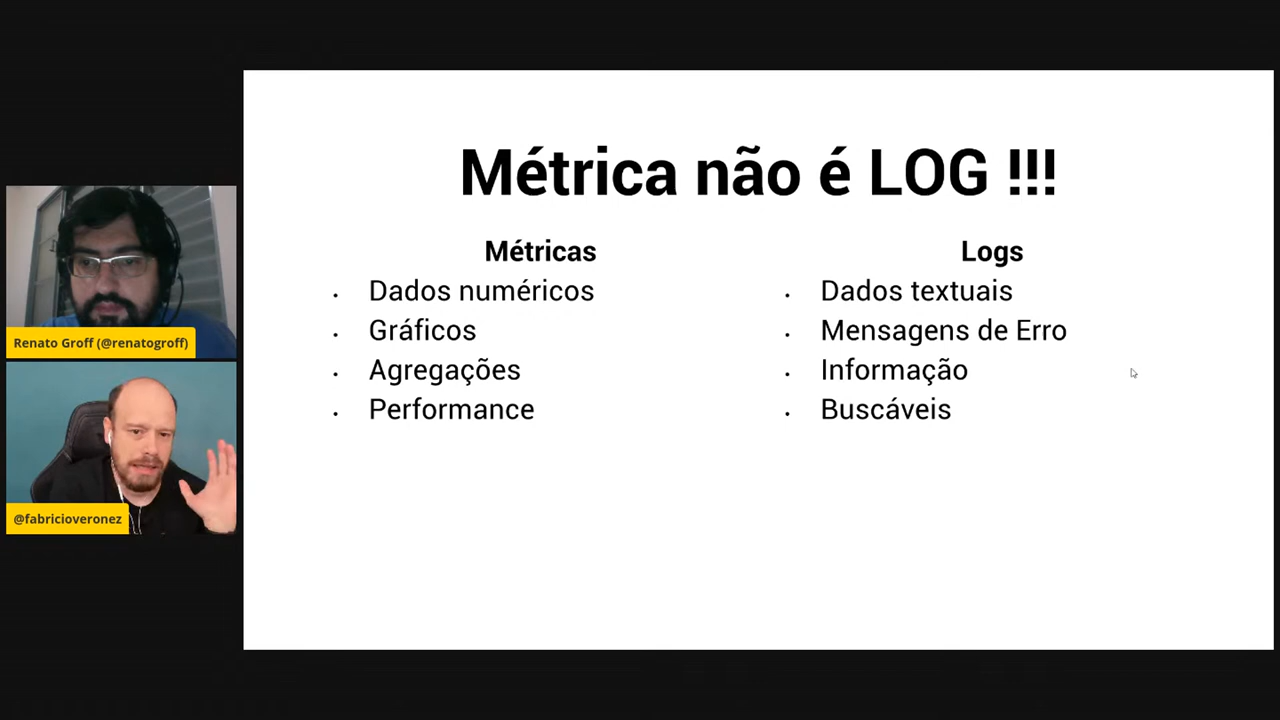 Métrica não é LOG !!!
Métricas
• Dados numéricos
• Gráficos
• Agregações
• Performance
Logs
• Dados textuais
• Mensagens de Erro
• Informação
• Buscáveis
Renato Groff (@renatogroff)
@fabricioveronez